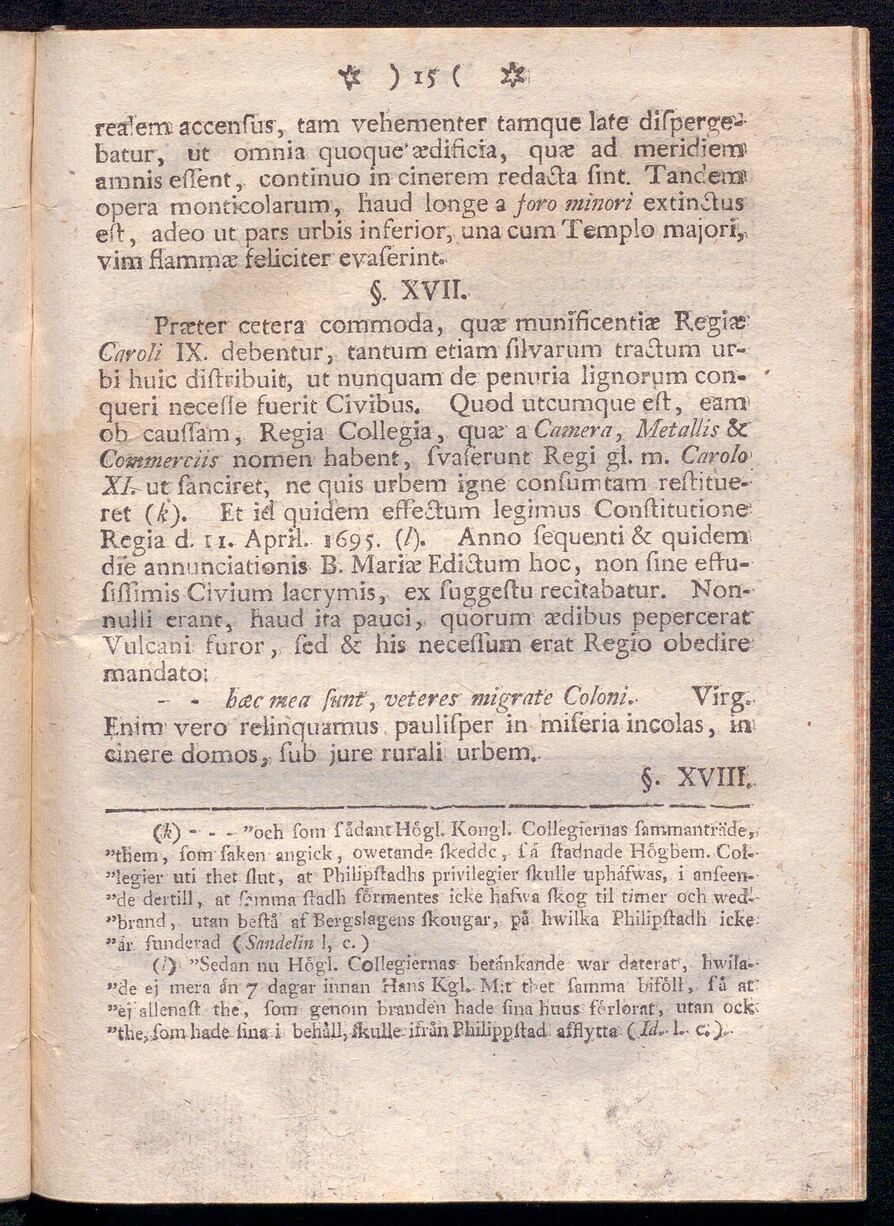 ☆ ) 15 ( ☆
realem accenſus, tam vehementer tamque late diſperge-
batur, ut omnia quoque ædificia, quæ ad meridiem
amnis eſſent, continuo in cinerem redacta ſint. Tandem
opera monticolarum, haud longe a foro minori extinctus
eſt, adeo ut pars urbis inferior, una cum Templo majori,
vim flammæ feliciter evaſerint.
§. XVII.
Præter cetera commoda, quæ munificentiæ Regiæ
Caroli IX. debentur, tantum etiam ſilvarum tractum ur-
bi huic diſtribuit, ut nunquam de penuria lignorum con-
queri neceſſe fuerit Civibus. Quod utcumque eſt, eam
ob cauſſam, Regia Collegia, quæ a Camera, Metallis &
Commerciis nomen habent, ſvaſerunt Regi gl. m. Carolo
XI. ut ſanciret, ne quis urbem igne conſumtam reſtitue-
ret (k). Et id quidem effectum legimus Conſtitutione
Regia d. 11. April. 1695. (l). Anno ſequenti & quidem
die annunciationis B. Mariæ Edictum hoc, non ſine effu-
ſiſſimis Civium lacrymis, ex ſuggeſtu recitabatur. Non-
nulli erant, haud ita pauci, quorum ædibus pepercerat
Vulcani furor, ſed & his neceſſum erat Regio obedire
mandato:
- - hæc mea ſunt, veteres migrate Coloni. Virg.
Enim vero relinquamus pauliſper in miſeria incolas, in
cinere domos, ſub jure rurali urbem.
§. XVIII.
(k) - - - ”och ſom ſådant Högl. Kongl. Collegiernas ſammanträde,
”them, ſom ſaken angick, owetande ſkedde, ſå ſtadnade Högbem. Col-
”legier uti thet ſlut, at Philipſtadhs privilegier ſkulle uphäfwas, i anſeen-
”de dertill, at ſamma ſtadh förmentes icke hafwa ſkog til timer och wed-
”brand, utan beſtå af Bergslagens ſkougar, på hwilka Philipſtadh icke
”är funderad (Sandelin l, c.)
(l) ”Sedan nu Högl. Collegiernas betänkande war daterat, hwila-
”de ej mera än 7 dagar innan Hans Kgl. M:t thet ſamma biföll, ſå at
”ej allenaſt the, ſom genom branden hade ſina huus förlorat, utan ock
”the, ſom hade ſina i behåll, ſkulle ifrån Philippſtad afflytta (Id. l. c.).